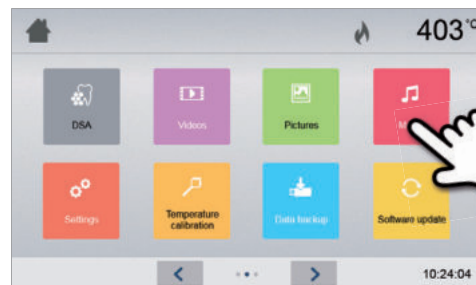 403 °C
DSA
Videos
Pictures
Settings
Temperature
calibration
Data backup
Software update
10:24:04